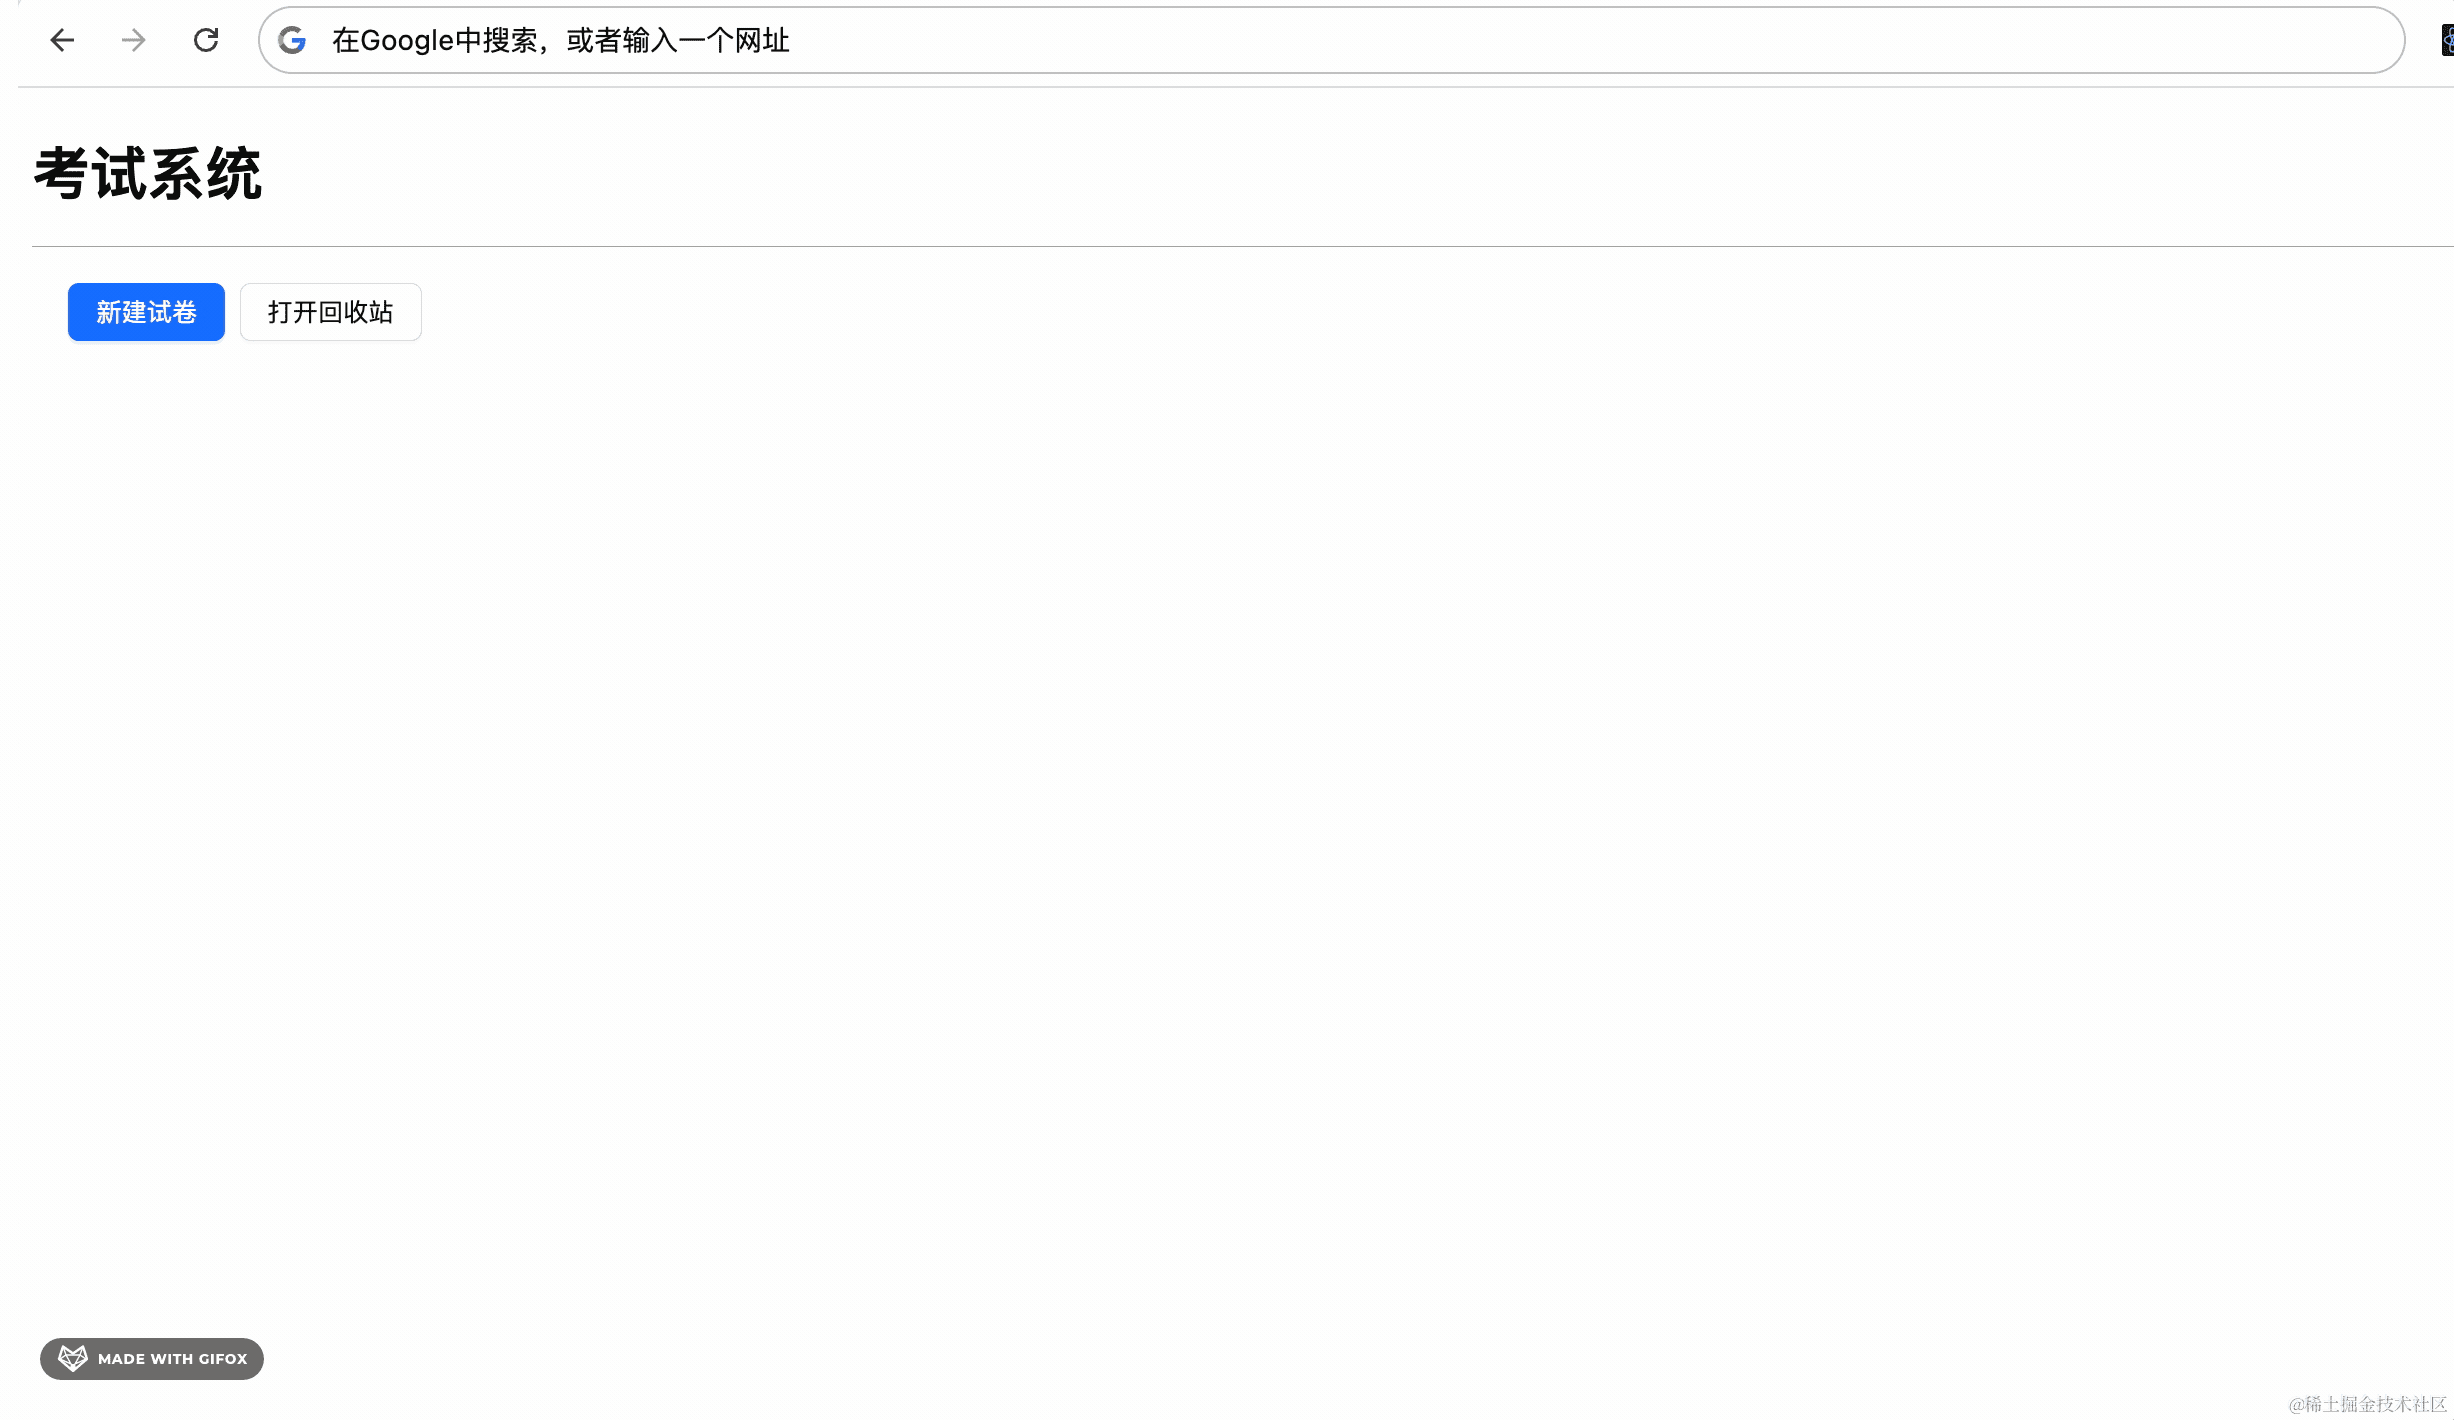 在Google中搜索，或者输入一个网址
考试系统
新建试卷 打开回收站
MADE WITH GIFOX
@稀土掘金技术社区